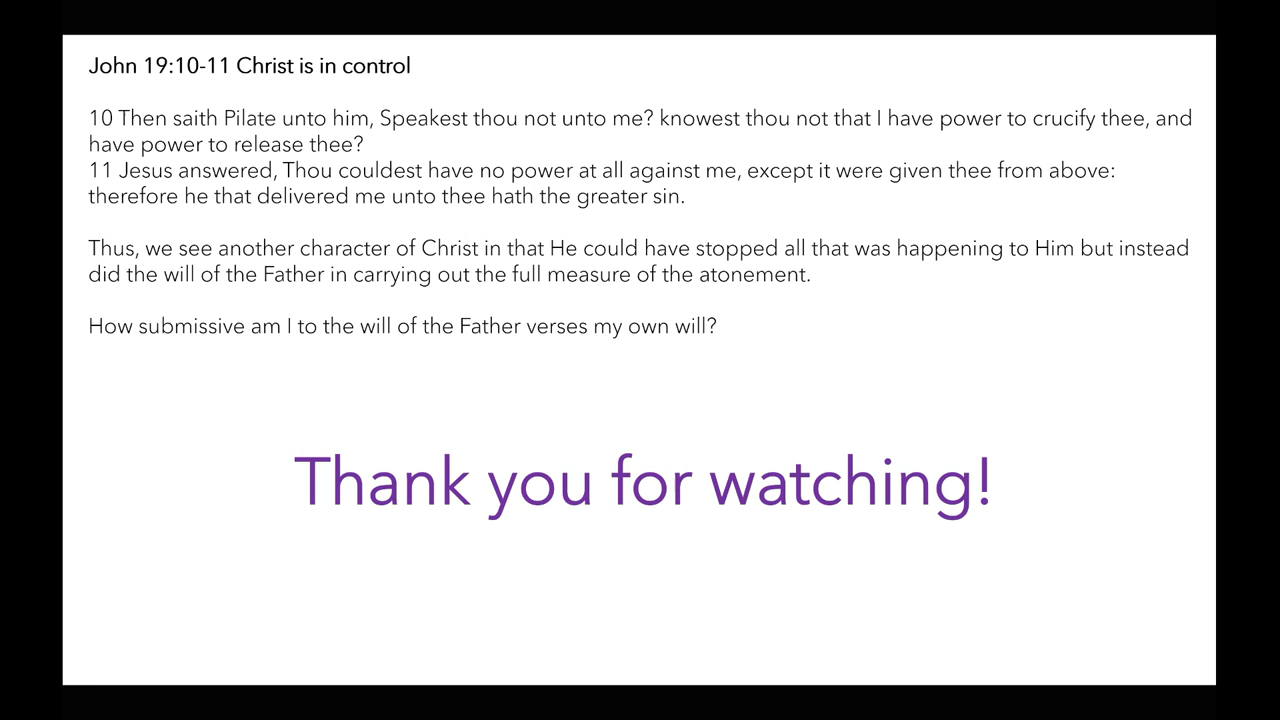 John 19:10-11 Christ is in control
10 Then saith Pilate unto him, Speakest thou not unto me? knowest thou not that I have power to crucify thee, and
have power to release thee?
11 Jesus answered, Thou couldest have no power at all against me, except it were given thee from above:
therefore he that delivered me unto thee hath the greater sin.
Thus, we see another character of Christ in that He could have stopped all that was happening to Him but instead
did the will of the Father in carrying out the full measure of the atonement.
How submissive am I to the will of the Father verses my own will?
Thank you for watching!